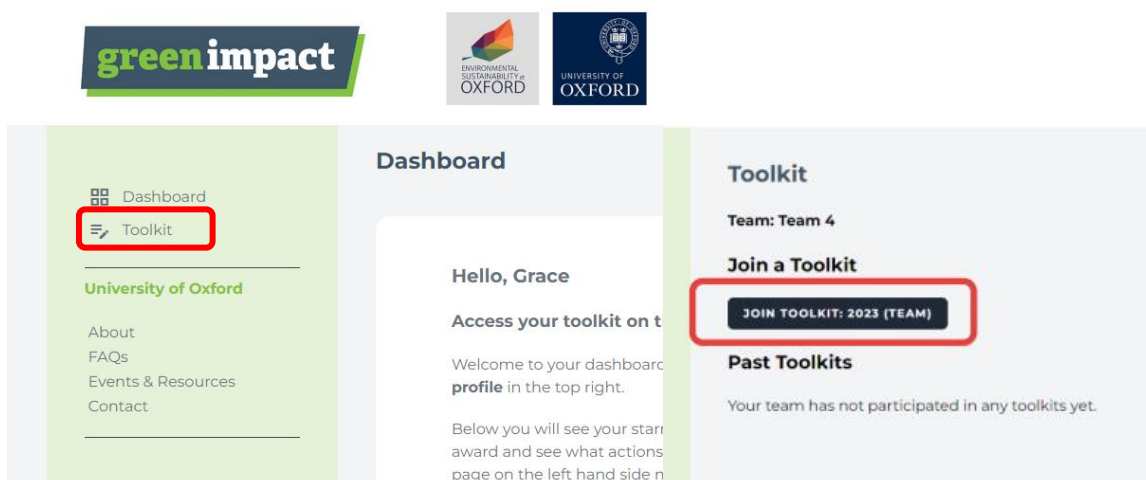 greenimpact
ENVIRONMENTAL
SUSTAINABILITY at
OXFORD
UNIVERSITY OF
OXFORD
Dashboard
Toolkit
University of Oxford
About
FAQs
Events & Resources
Contact
Dashboard
Hello, Grace
Access your toolkit on t
Welcome to your dashboard
profile in the top right.
Below you will see your
award and see what actions
page on the left hand side
Toolkit
Team: Team 4
Join a Toolkit
JOIN TOOLKIT: 2023 (TEAM)
Past Toolkits
Your team has not participated in any toolkits yet.